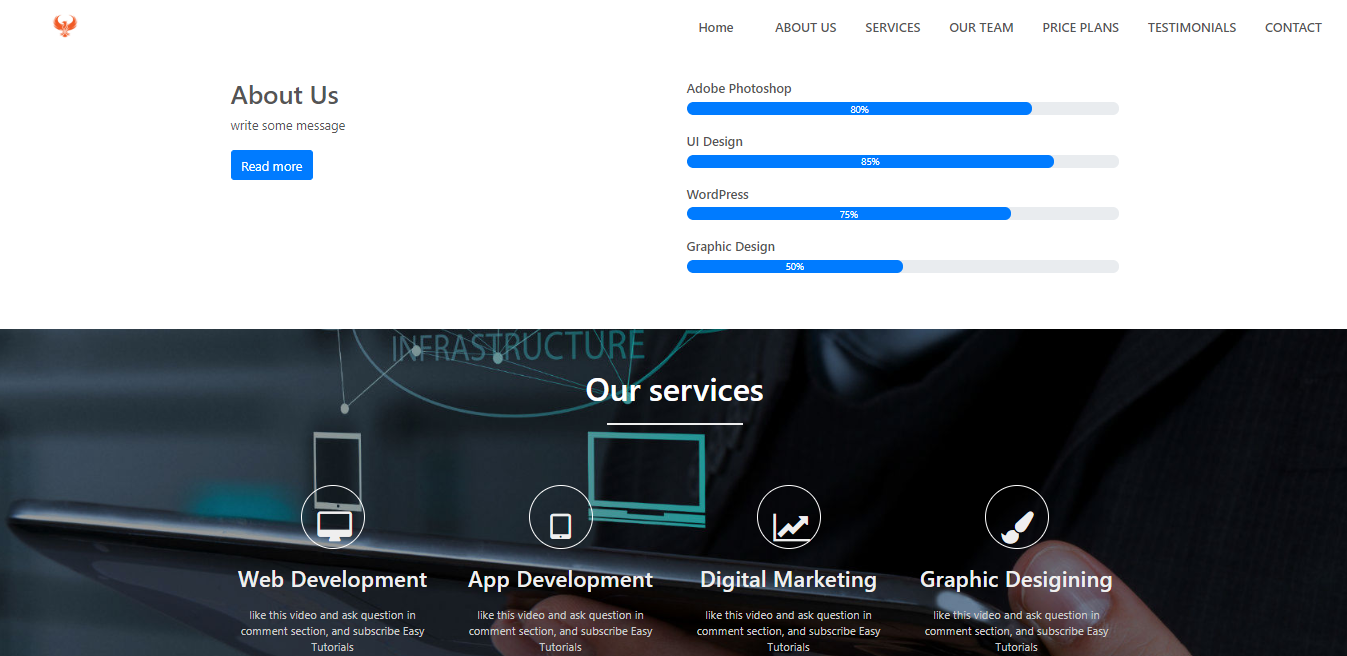 Home ABOUT US SERVICES OUR TEAM PRICE PLANS TESTIMONIALS CONTACT
About Us
write some message
Read more
Adobe Photoshop
80%
UI Design
85%
WordPress
75%
Graphic Design
50%
INFRASTRUCTURE
Our services
Web Development
like this video and ask question in
comment section, and subscribe Easy
Tutorials
App Development
like this video and ask question in
comment section, and subscribe Easy
Tutorials
Digital Marketing
like this video and ask question in
comment section, and subscribe Easy
Tutorials
Graphic Desigining
like this video and ask question in
comment section, and subscribe Easy
Tutorials